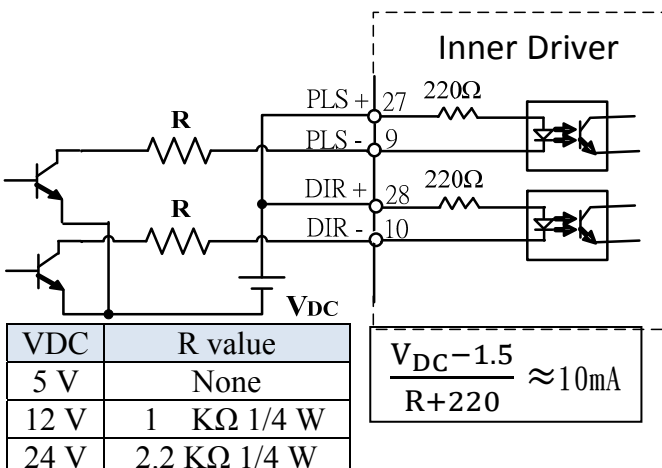 Inner Driver
PLS + 27 220Ω
R
PLS - 9
DIR + 28 220Ω
R
DIR - 10
VDC
VDC R value
5 V None
12 V 1 KΩ 1/4 W
24 V 2.2 KΩ 1/4 W
VDC−1.5
R+220
≈10mA